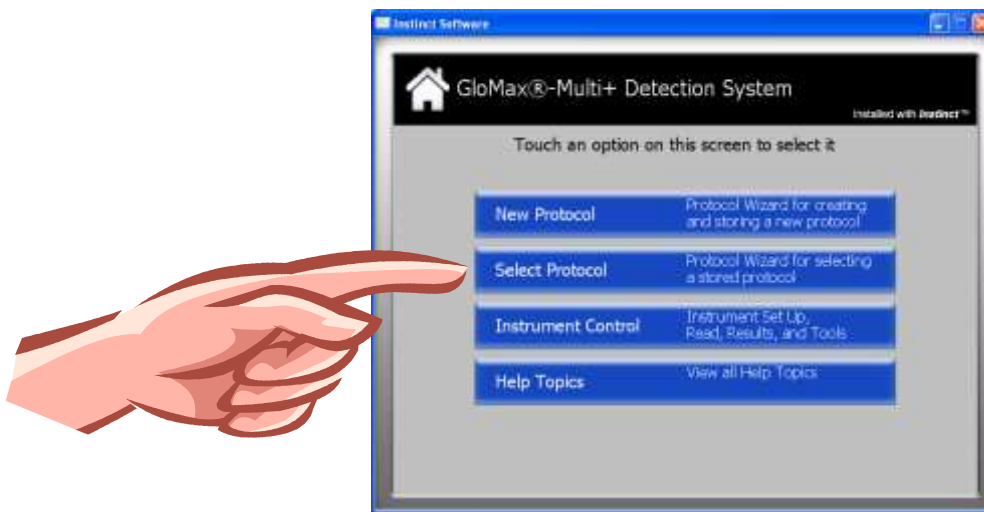 Instinct Software
GloMax®-Multi+ Detection System
Installed with Instinct™
Touch an option on this screen to select it
New Protocol
Protocol Wizard for creating
and storing a new protocol
Select Protocol
Protocol Wizard for selecting
a stored protocol
Instrument Control
Instrument Set Up,
Read, Results, and Tools
Help Topics
View all Help Topics